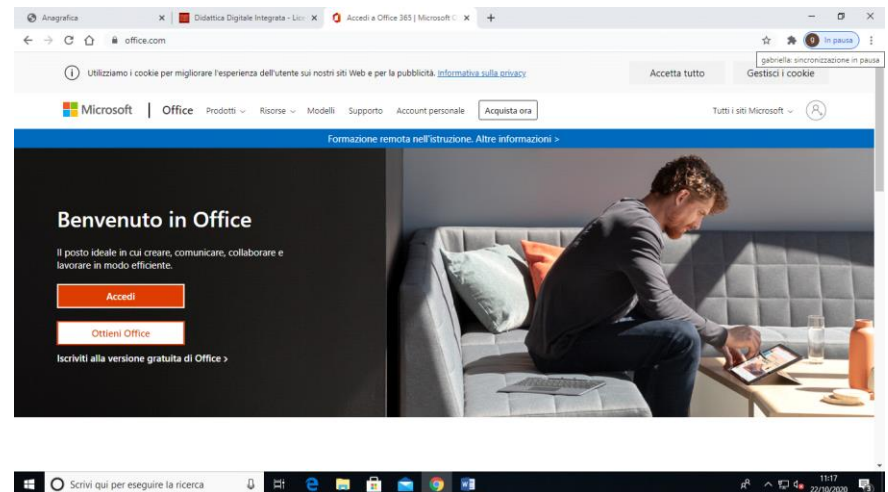 Anagrafica
Didattica Digitale Integrata - Lice
Accedi a Office 365 | Microsoft O
office.com
In pausa
gabriella: sincronizzazione in pausa
Utilizziamo i cookie per migliorare l'esperienza dell'utente sui nostri siti Web e per la pubblicità. Informativa sulla privacy
Accetta tutto
Gestisci i cookie
Microsoft | Office Prodotti Risorse Modelli Supporto Account personale Acquista ora Tutti i siti Microsoft
Formazione remota nell'istruzione. Altre informazioni >
Benvenuto in Office
Il posto ideale in cui creare, comunicare, collaborare e
lavorare in modo efficiente.
Accedi
Ottieni Office
Iscriviti alla versione gratuita di Office >
Scrivi qui per eseguire la ricerca
11:17
22/10/2020